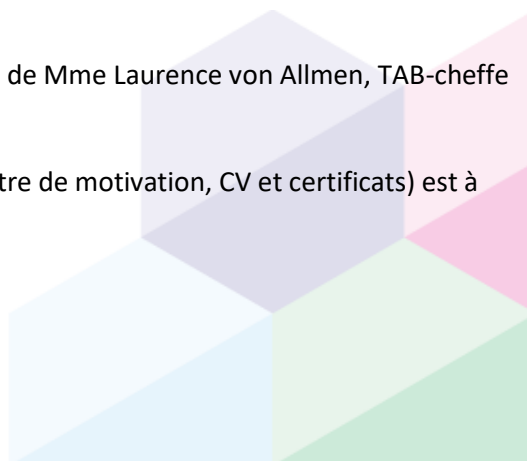 de Mme Laurence von Allmen, TAB-cheffe
tre de motivation, CV et certificats) est à